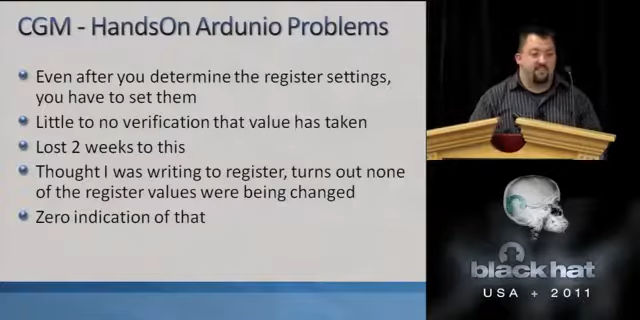 CGM - HandsOn Ardunio Problems
Even after you determine the register settings,
you have to set them
Little to no verification that value has taken
Lost 2 weeks to this
Thought I was writing to register, turns out none
of the register values were being changed
Zero indication of that
black hat
USA + 2011